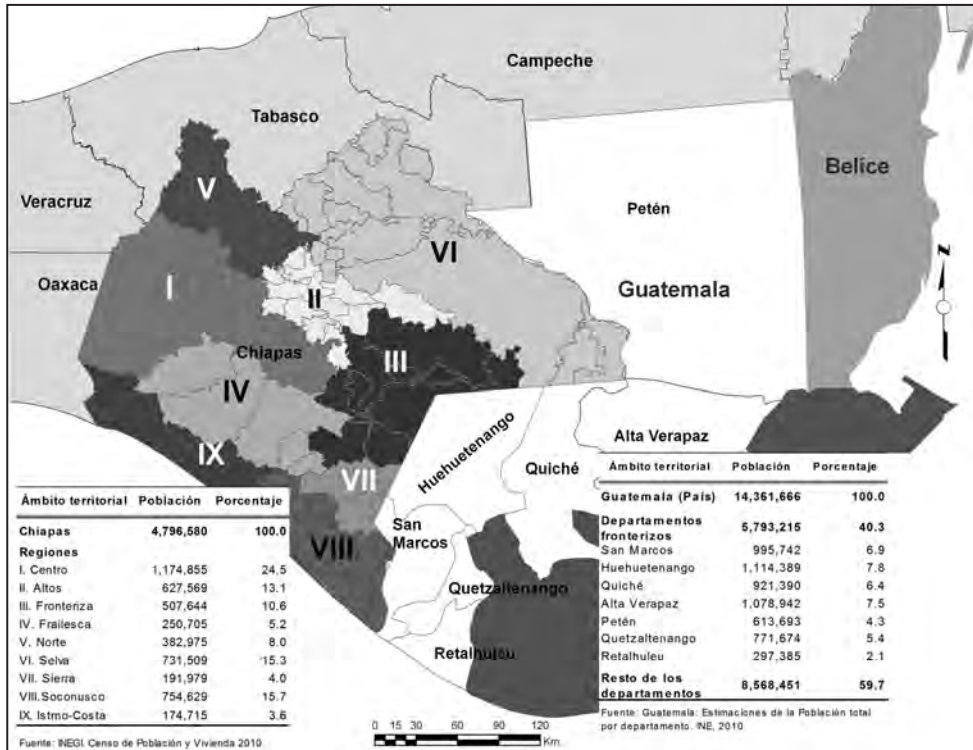 Campeche
Tabasco
Belice
V
Veracruz
Petén
VI
Oaxaca
I
II
Guatemala
z
Chiapas
III
IV
Huehuetenango
Alta Verapaz
IX
Quiché
VII
San
Marcos
VIII
Quetzaltenango
Retalhuleu
Ámbito territorial Población Porcentaje
Chiapas 4,796,580 100.0
Regiones
I. Centro 1,174,855 24.5
II. Altos 627,569 13.1
III. Fronteriza 507,644 10.6
IV. Frailesca 250,705 5.2
V. Norte 382,975 8.0
VI. Selva 731,509 15.3
VII. Sierra 191,979 4.0
VIII.Soconusco 754,629 15.7
IX. Istmo-Costa 174,715 3.6
Fuente: INEGI. Censo de Población y Vivienda 2010
0 15 30 60 90 120
Km.
Ámbito territorial Población Porcentaje
Guatemala (País) 14,361,666 100.0
Departamentos
fronterizos 5,793,215 40.3
San Marcos 995,742 6.9
Huehuetenango 1,114,389 7.8
Quiché 921,390 6.4
Alta Verapaz 1,078,942 7.5
Petén 613,693 4.3
Quetzaltenango 771,674 5.4
Retalhuleu 297,385 2.1
Resto de los
departamentos 8,568,451 59.7
Fuente: Guatemala: Estimaciones de la Población total
por departamento. INE, 2010